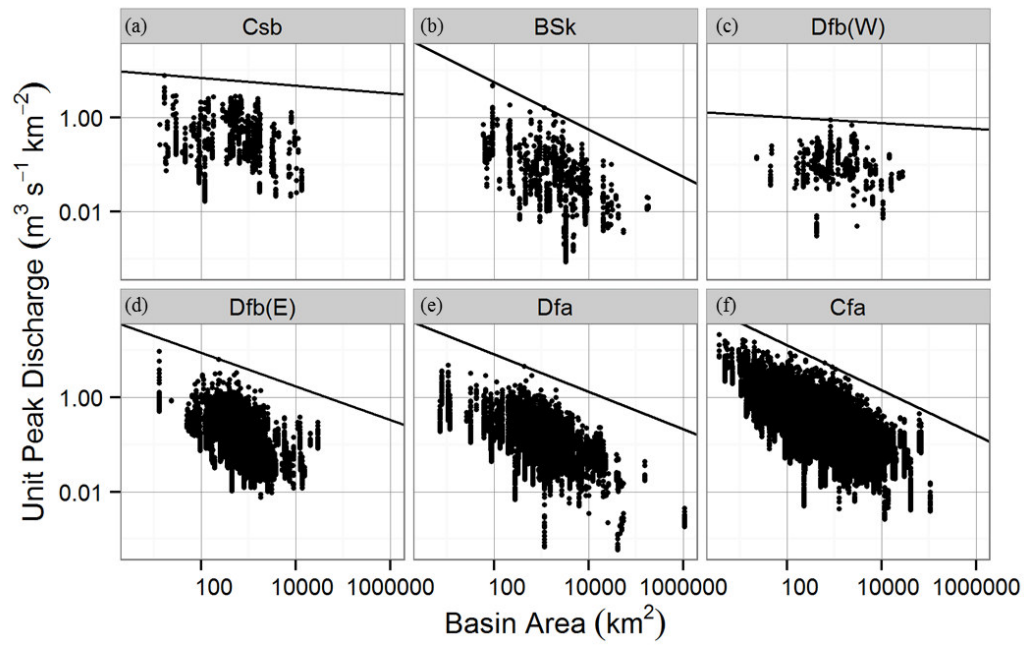 (a) Csb
(b) BSk
(c) Dfb(W)
1.00
0.01
(d) Dfb(E)
(e) Dfa
(f) Cfa
1.00
0.01
Unit Peak Discharge (m³ s⁻¹ km⁻²)
100 10000 1000000
100 10000 1000000
100 10000 1000000
Basin Area (km²)